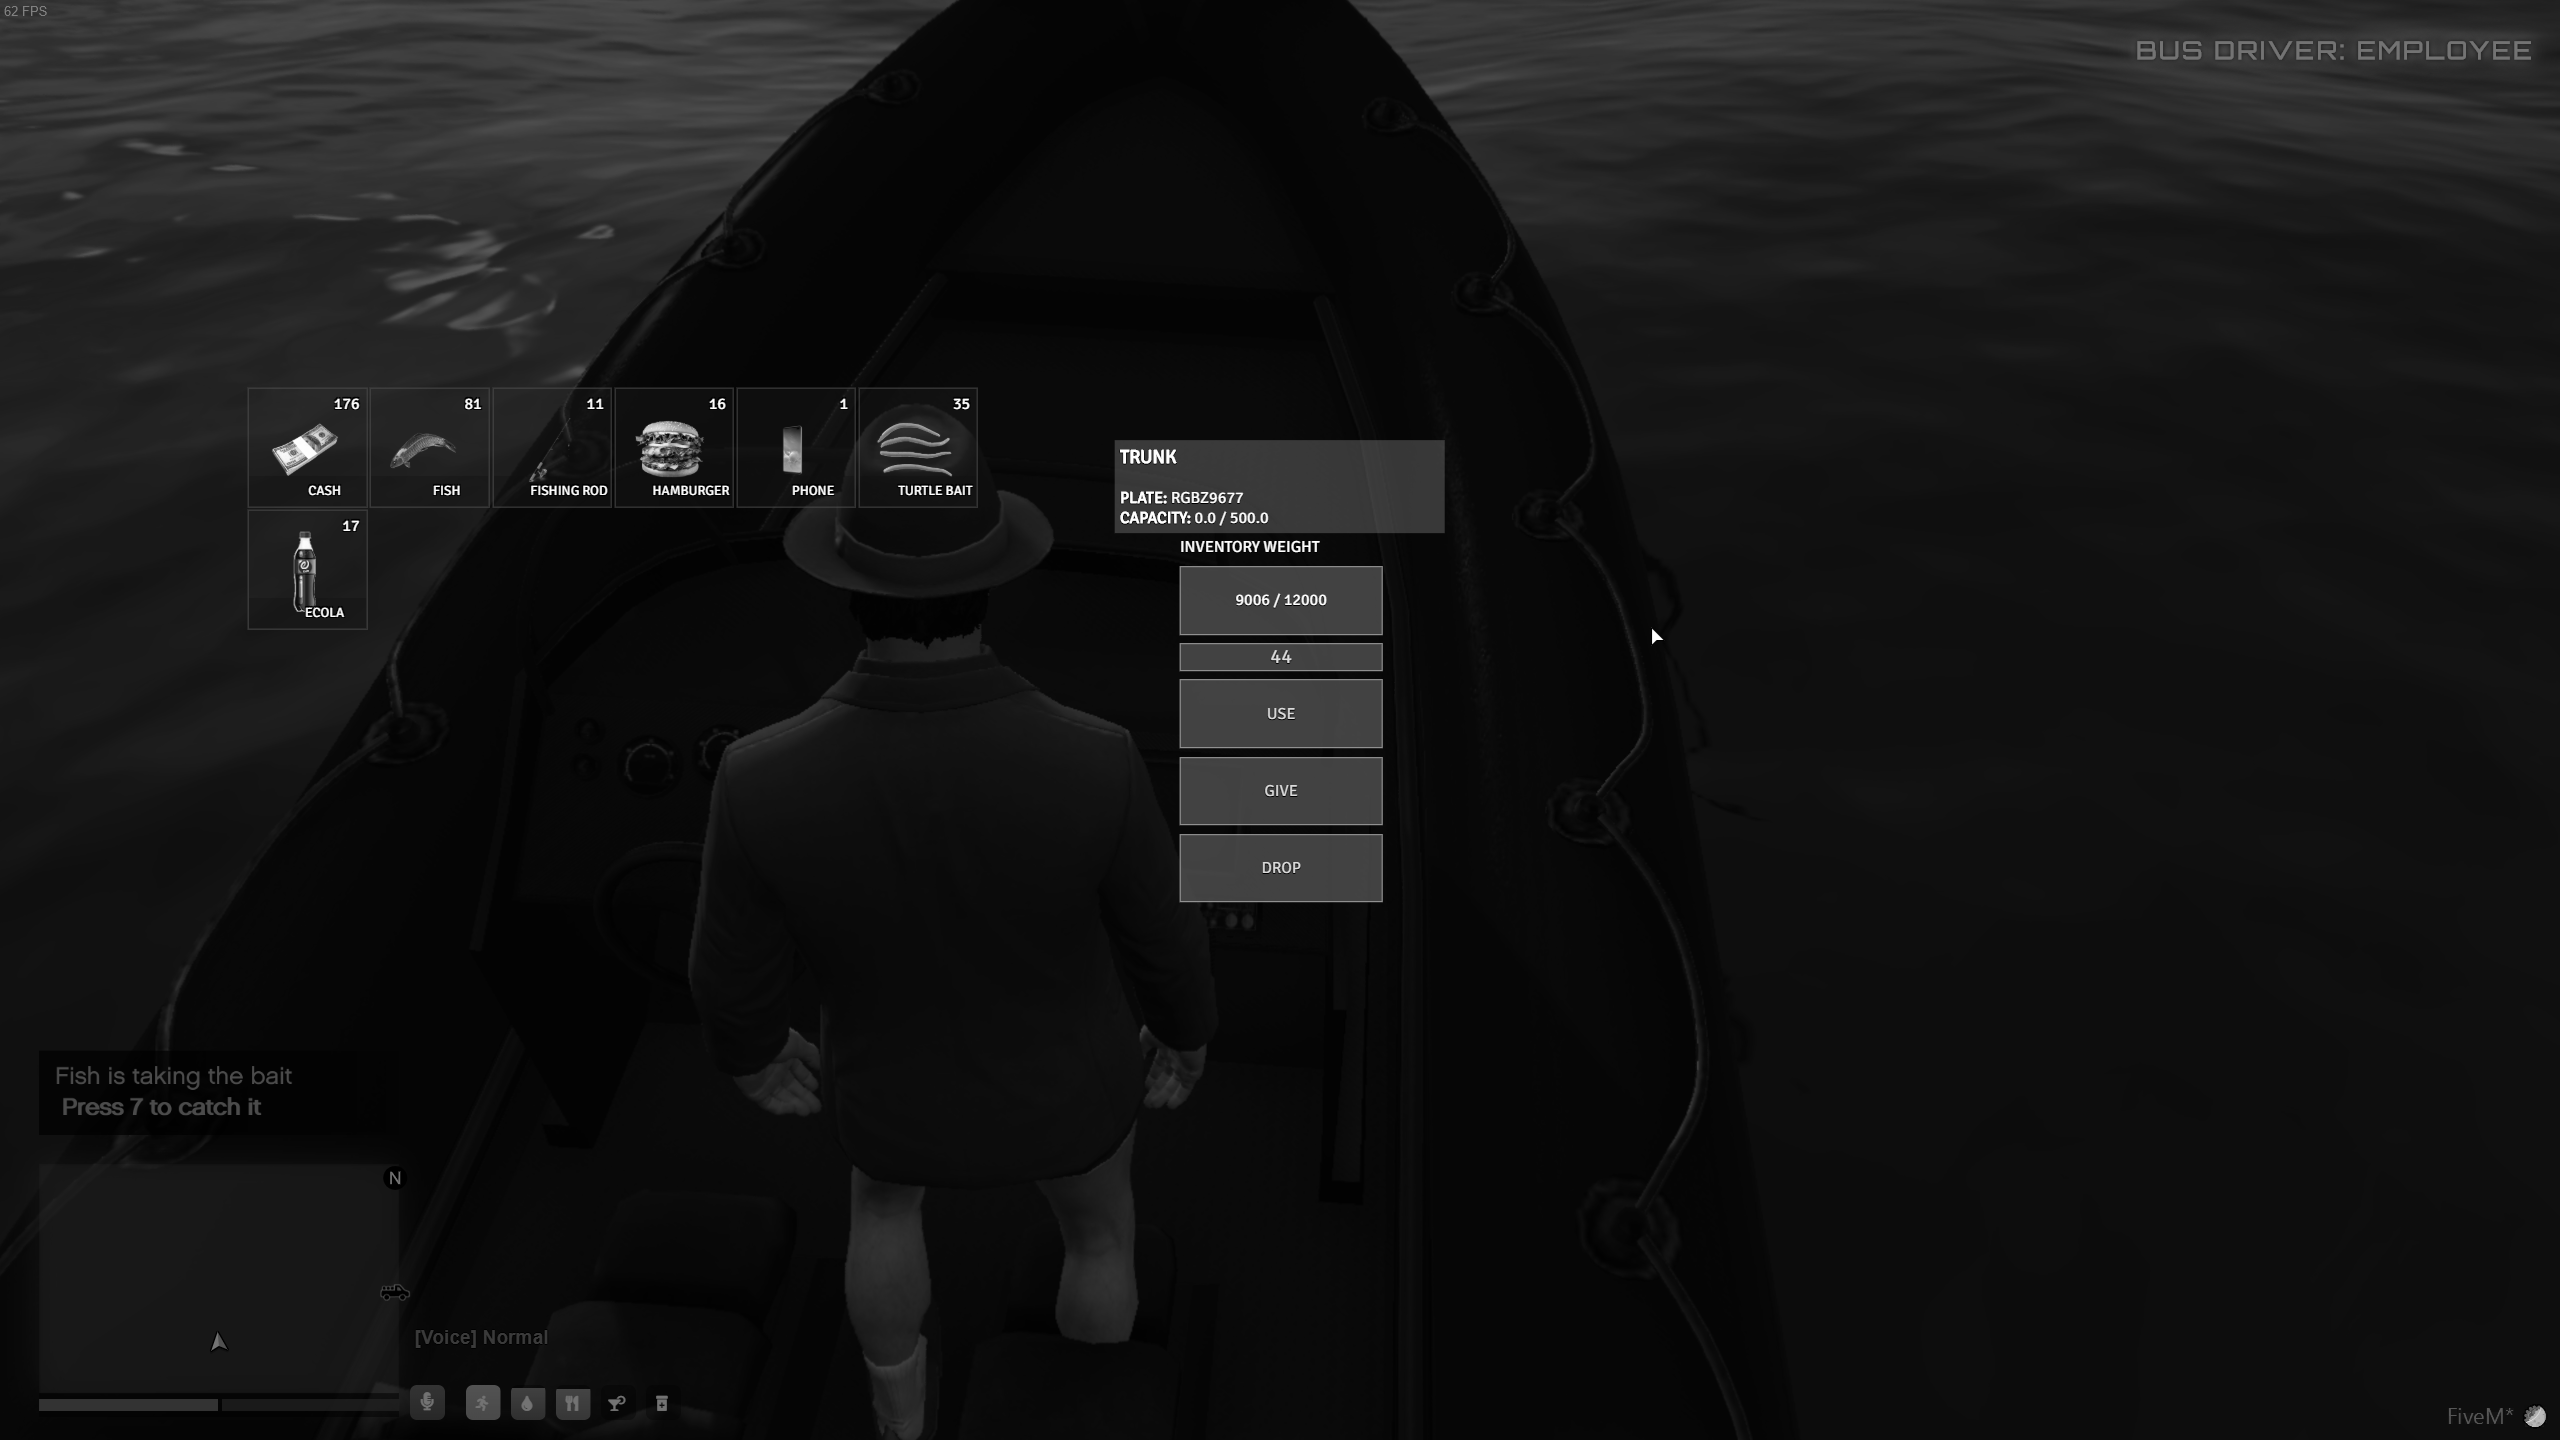 62 FPS
BUS DRIVER: EMPLOYEE
176
CASH
81
FISH
11
FISHING ROD
16
HAMBURGER
1
PHONE
35
TURTLE BAIT
17
ECOLA
TRUNK
PLATE: RGBZ9677
CAPACITY: 0.0 / 500.0
INVENTORY WEIGHT
9006 / 12000
44
USE
GIVE
DROP
Fish is taking the bait
Press 7 to catch it
N
[Voice] Normal
FiveM*